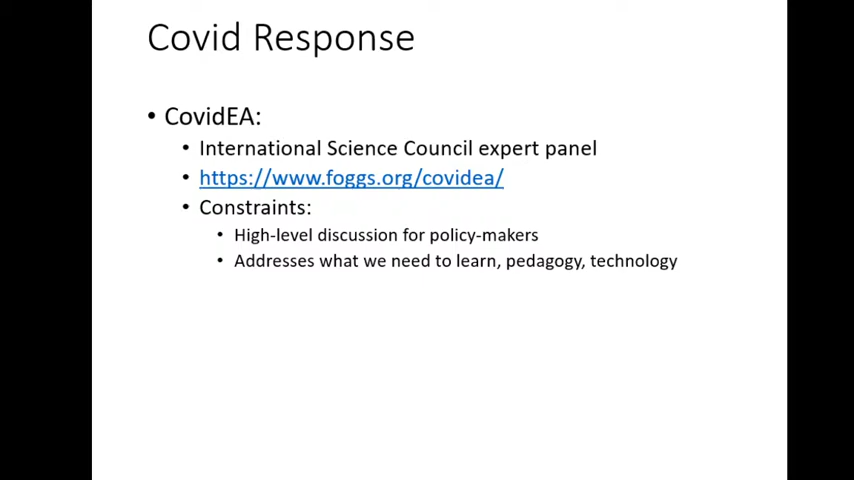 Covid Response
• CovidEA:
• International Science Council expert panel
• https://www.foggs.org/covidea/
• Constraints:
• High-level discussion for policy-makers
• Addresses what we need to learn, pedagogy, technology